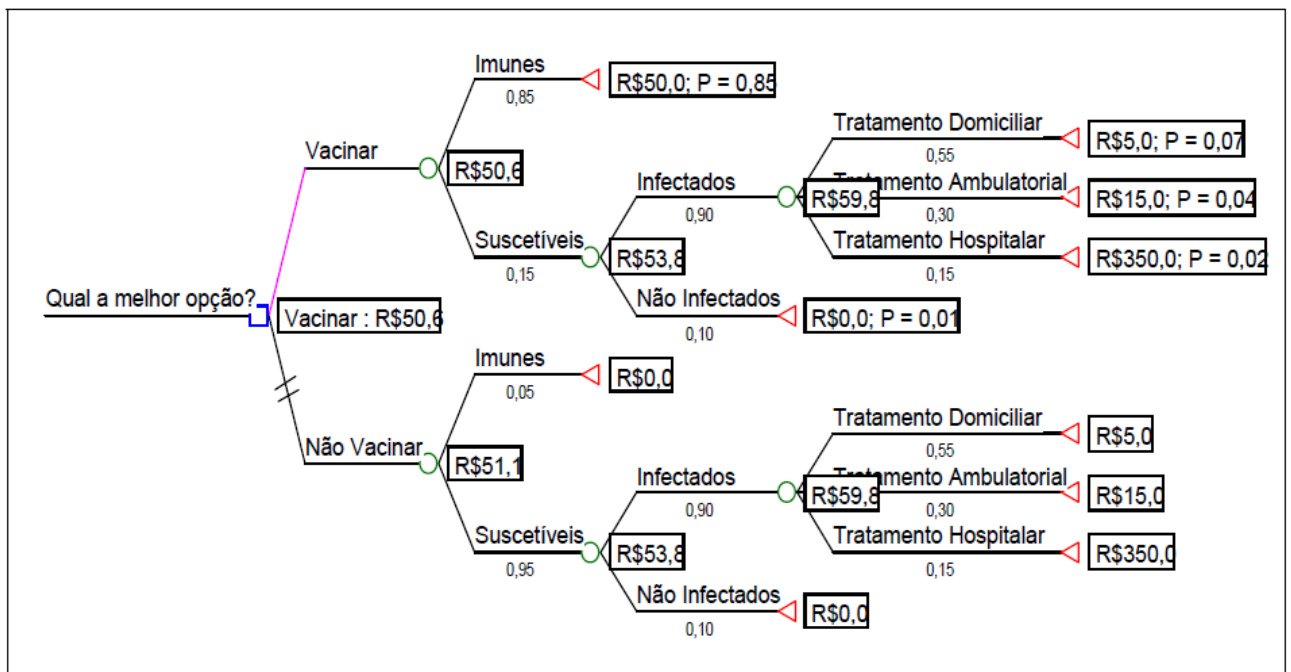 Imunes
0,85
R$50,0; P = 0,85
Vacinar
R$50,6
Tratamento Domiciliar
0,55
R$5,0; P = 0,07
Infectados
0,90
R$59,8
Tratamento Ambulatorial
0,30
R$15,0; P = 0,04
Suscetíveis
0,15
R$53,8
Tratamento Hospitalar
0,15
R$350,0; P = 0,02
Não Infectados
0,10
R$0,0; P = 0,01
Qual a melhor opção?
Vacinar : R$50,6
Imunes
0,05
R$0,0
Não Vacinar
R$51,1
Tratamento Domiciliar
0,55
R$5,0
Infectados
0,90
R$59,8
Tratamento Ambulatorial
0,30
R$15,0
Suscetíveis
0,95
R$53,8
Tratamento Hospitalar
0,15
R$350,0
Não Infectados
0,10
R$0,0